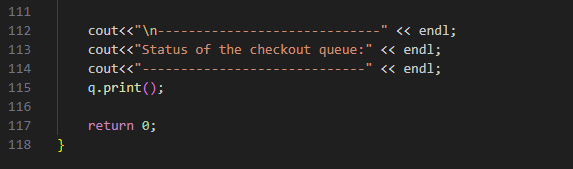 111
112 cout<<"\n-----------------------------" << endl;
113 cout<<"Status of the checkout queue:" << endl;
114 cout<<"-----------------------------" << endl;
115 q.print();
116
117 return 0;
118 }